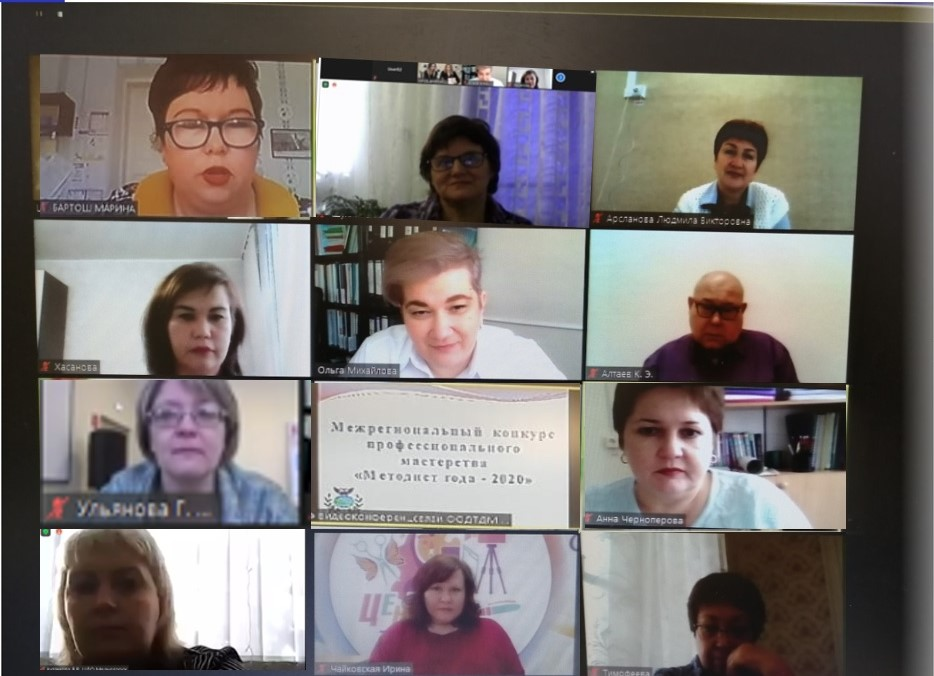 БАРТОШ МАРИНА
Арсланова Людмила Викторовна
Хасанова
Ольга Михайлова
Алтаев К. Э.
Ульянова Г. ...
Межрегиональный конкурс
профессионального
мастерства
«Методист года - 2020»
Анна Черноперова
ЦЕ
Чайковская Ирина
Тимофеева